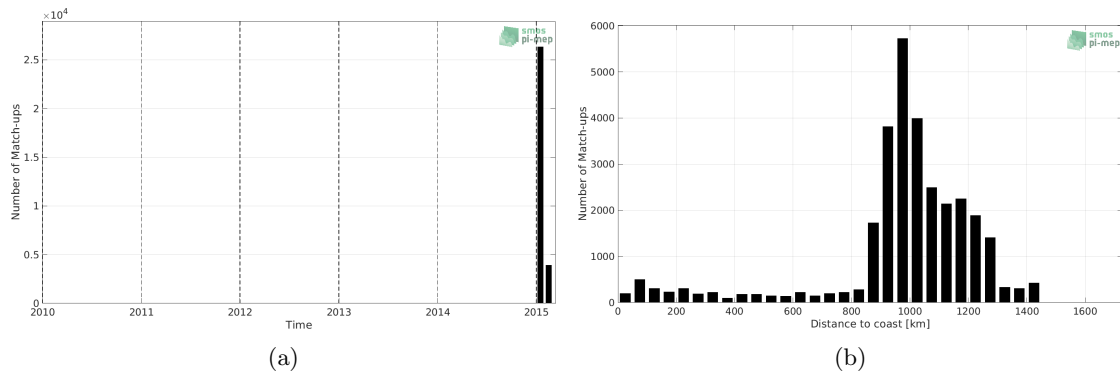 ×10⁴
smos
pi-mep
Number of Match-ups
2.5
2
1.5
1
0.5
0
2010 2011 2012 2013 2014 2015
Time
(a)
smos
pi-mep
Number of Match-ups
6000
5000
4000
3000
2000
1000
0
0 200 400 600 800 1000 1200 1400 1600
Distance to coast [km]
(b)